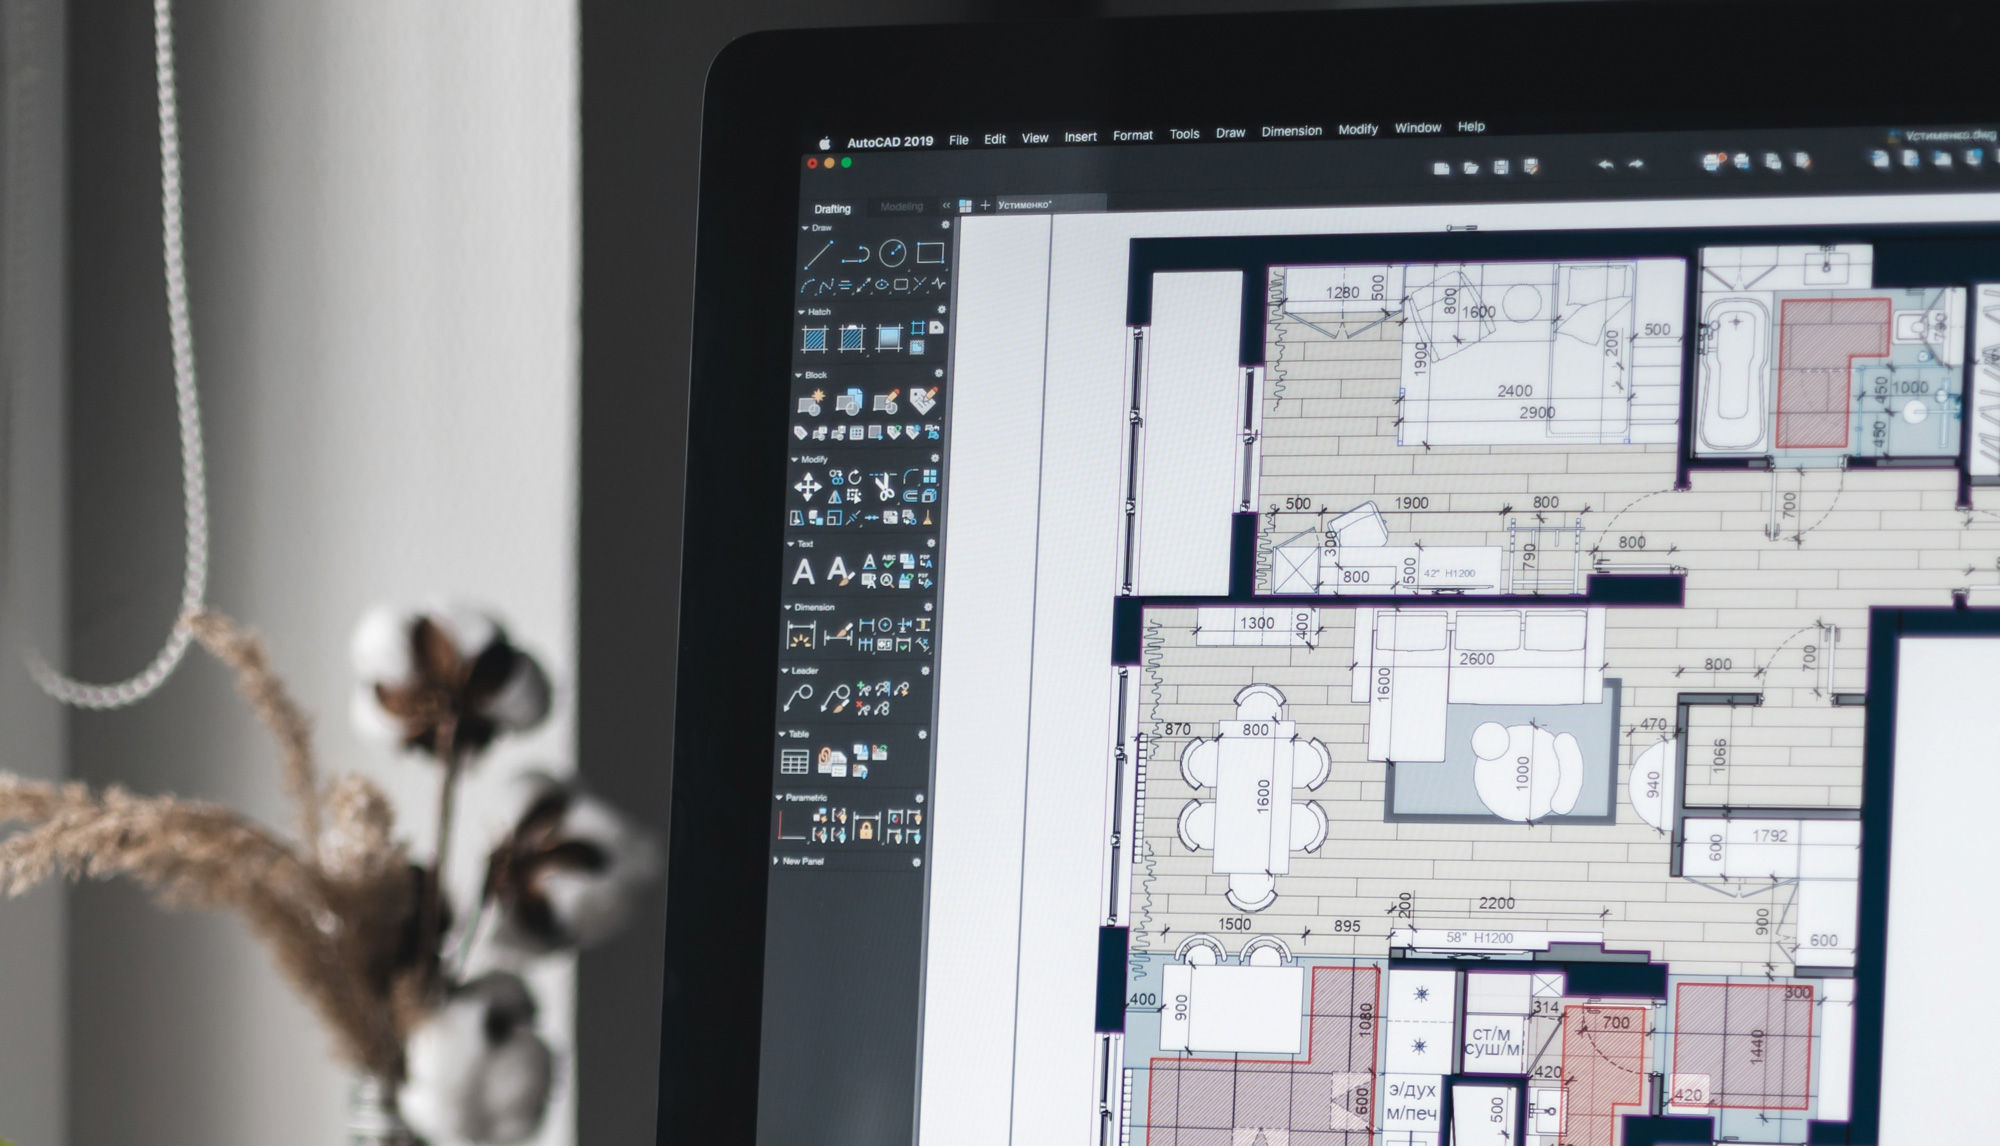 AutoCAD 2019 File Edit View Insert Format Tools Draw Dimension Modify Window Help
Устименко.dwg
Drafting Modeling
Устименко*
Draw
Hatch
Block
Modify
Text
Dimension
Leader
Table
Parametric
New Panel
1280
500
800
1600
1900
200
500
2400
2900
450
1000
450
700
500
1900
800
300
800
500
42" H1200
790
800
1300
400
2600
1600
800
700
870
800
1600
1000
470
940
1066
600
1792
900
600
200
2200
1500
895
58" H1200
400
900
1080
600
314
700
ст/м
суш/м
420
э/дух
м/печ
500
300
1440
420